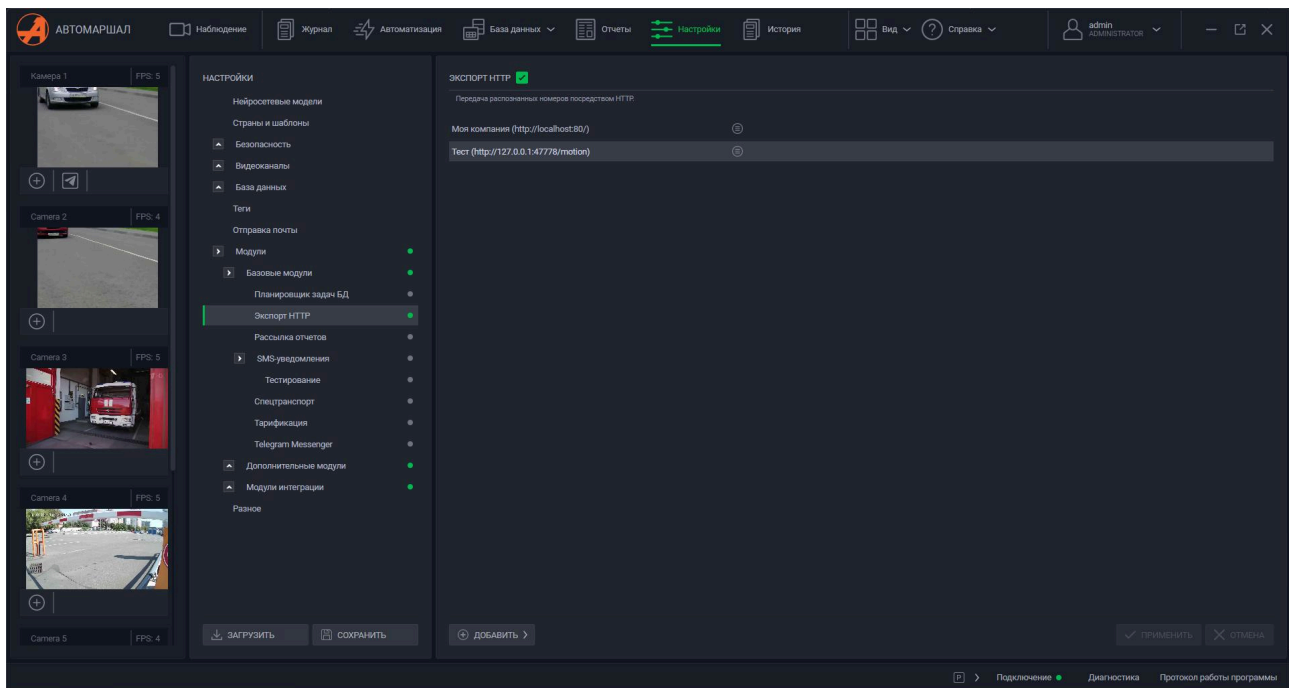 АВТОМАРШАЛ
Наблюдение
Журнал
Автоматизация
База данных
Отчеты
Настройки
История
Вид
Справка
admin
ADMINISTRATOR
Камера 1 FPS: 5
Camera 2 FPS: 4
Camera 3 FPS: 5
Camera 4 FPS: 5
Camera 5 FPS: 4
НАСТРОЙКИ
Нейросетевые модели
Страны и шаблоны
Безопасность
Видеоканалы
База данных
Теги
Отправка почты
Модули
Базовые модули
Планировщик задач БД
Экспорт HTTP
Рассылка отчетов
SMS-уведомления
Тестирование
Спецтранспорт
Тарификация
Telegram Messenger
Дополнительные модули
Модули интеграции
Разное
ЗАГРУЗИТЬ
СОХРАНИТЬ
ЭКСПОРТ HTTP
Передача распознанных номеров посредством HTTP.
Моя компания (http://localhost:80/)
Тест (http://127.0.0.1:47778/motion)
ДОБАВИТЬ
ПРИМЕНИТЬ
ОТМЕНА
P
Подключение
Диагностика
Протокол работы программы